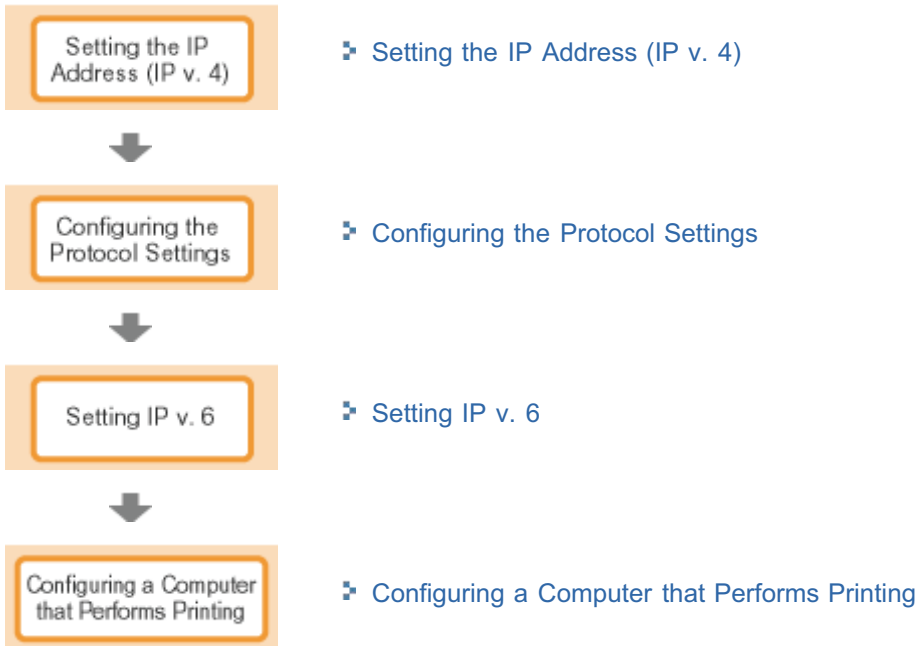 Setting the IP
Address (IP v. 4)
Setting the IP Address (IP v. 4)
Configuring the
Protocol Settings
Configuring the Protocol Settings
Setting IP v. 6
Setting IP v. 6
Configuring a Computer
that Performs Printing
Configuring a Computer that Performs Printing